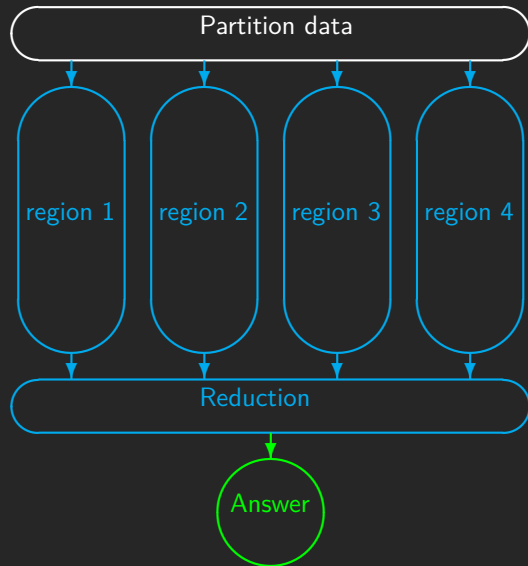 Partition data
region 1
region 2
region 3
region 4
Reduction
Answer